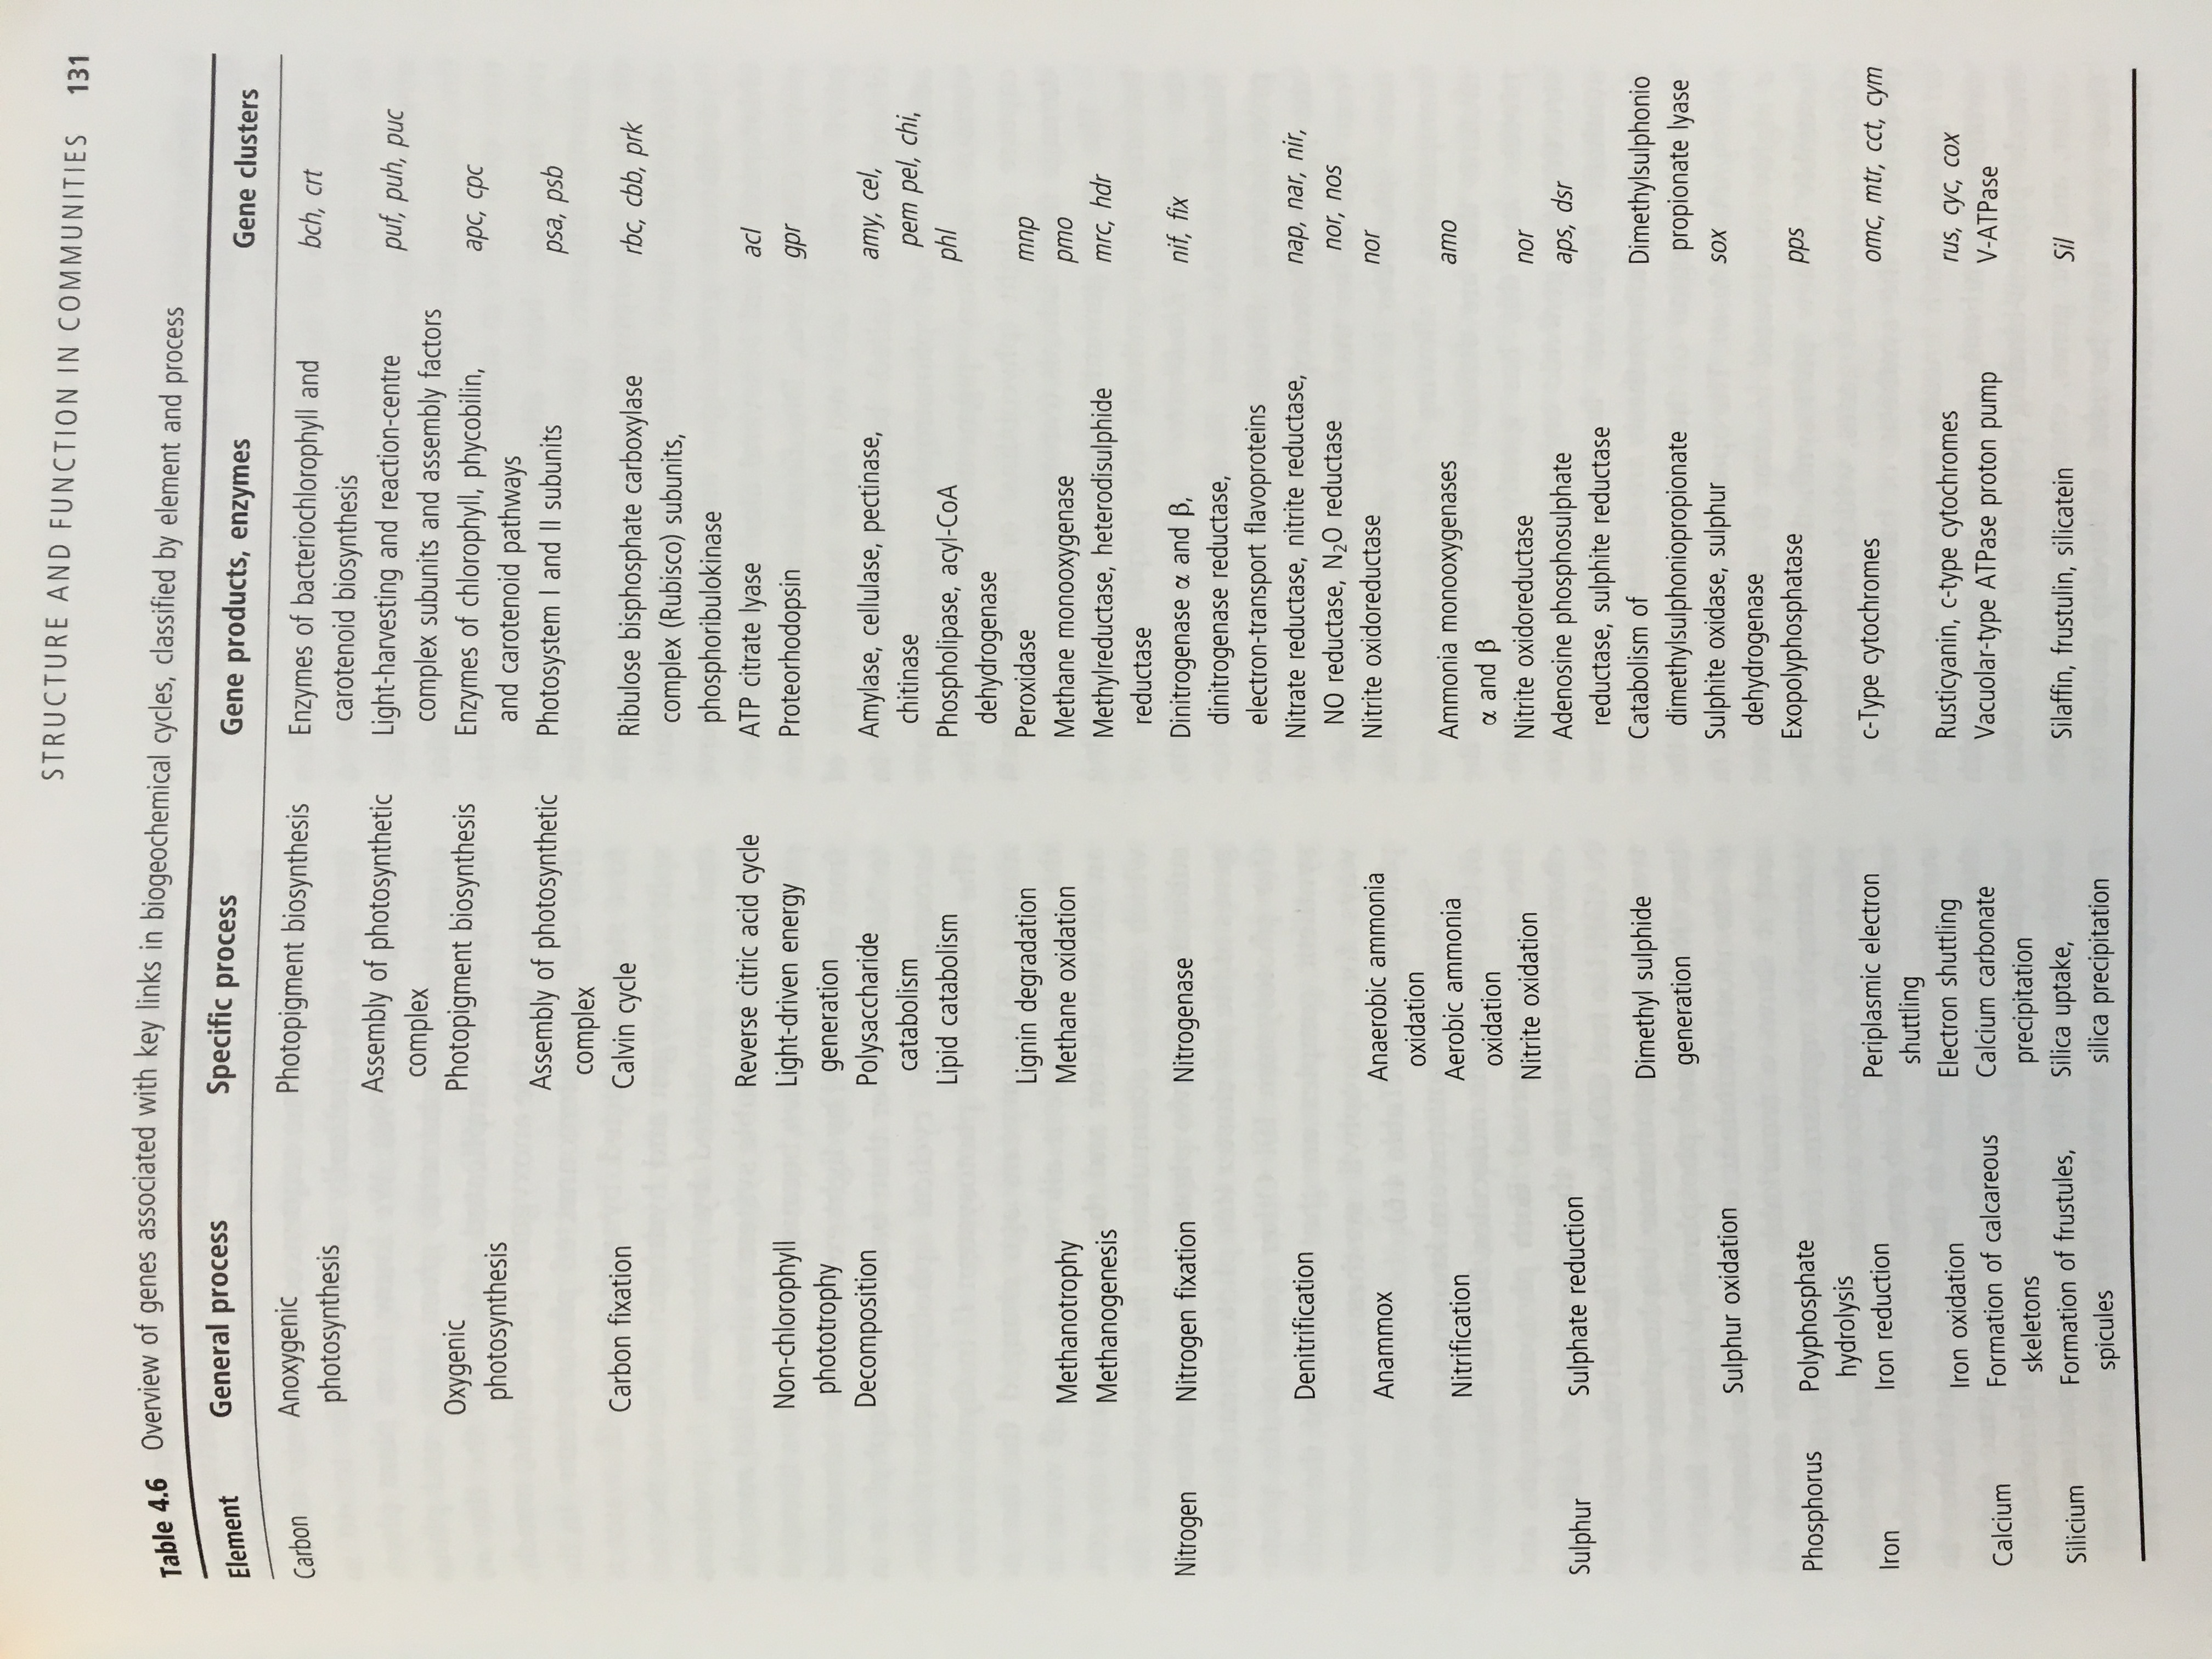 STRUCTURE AND FUNCTION IN COMMUNITIES 131
Table 4.6 Overview of genes associated with key links in biogeochemical cycles, classified by element and process
Element General process Specific process Gene products, enzymes Gene clusters
Carbon Anoxygenic Photopigment biosynthesis Enzymes of bacteriochlorophyll and bch, crt
photosynthesis carotenoid biosynthesis
Assembly of photosynthetic Light-harvesting and reaction-centre puf, puh, puc
complex complex subunits and assembly factors
Oxygenic Photopigment biosynthesis Enzymes of chlorophyll, phycobilin, apc, cpc
photosynthesis and carotenoid pathways
Assembly of photosynthetic Photosystem I and II subunits psa, psb
complex
Carbon fixation Calvin cycle Ribulose bisphosphate carboxylase rbc, cbb, prk
complex (Rubisco) subunits,
phosphoribulokinase
Reverse citric acid cycle ATP citrate lyase acl
Non-chlorophyll Light-driven energy Proteorhodopsin gpr
phototrophy generation
Decomposition Polysaccharide Amylase, cellulase, pectinase, amy, cel,
catabolism chitinase pem pel, chi,
Lipid catabolism Phospholipase, acyl-CoA phl
dehydrogenase
Lignin degradation Peroxidase mnp
Methanotrophy Methane oxidation Methane monooxygenase pmo
Methanogenesis Methylreductase, heterodisulphide mrc, hdr
reductase
Nitrogen Nitrogen fixation Nitrogenase Dinitrogenase α and β, nif, fix
dinitrogenase reductase,
electron-transport flavoproteins
Denitrification Nitrate reductase, nitrite reductase, nap, nar, nir,
NO reductase, N₂O reductase nor, nos
Anammox Anaerobic ammonia Nitrite oxidoreductase nor
oxidation
Nitrification Aerobic ammonia Ammonia monooxygenases amo
oxidation α and β
Nitrite oxidation Nitrite oxidoreductase nor
Sulphur Sulphate reduction Adenosine phosphosulphate aps, dsr
reductase, sulphite reductase
Dimethyl sulphide Catabolism of Dimethylsulphonio
generation dimethylsulphoniopropionate propionate lyase
Sulphur oxidation Sulphite oxidase, sulphur sox
dehydrogenase
Phosphorus Polyphosphate Exopolyphosphatase pps
hydrolysis
Iron Iron reduction Periplasmic electron c-Type cytochromes omc, mtr, cct, cym
shuttling
Iron oxidation Electron shuttling Rusticyanin, c-type cytochromes rus, cyc, cox
Calcium Formation of calcareous Calcium carbonate Vacuolar-type ATPase proton pump V-ATPase
skeletons precipitation
Silicium Formation of frustules, Silica uptake, Silaffin, frustulin, silicatein Sil
spicules silica precipitation